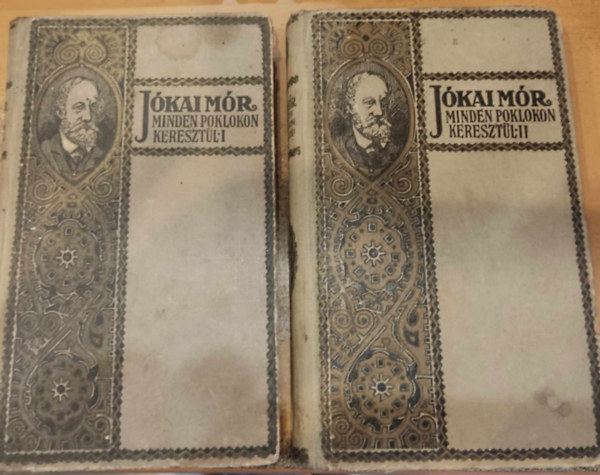 JÓKAI MÓR
MINDEN POKLOKON
KERESZTÜL·I
JÓKAI MÓR
MINDEN POKLOKON
KERESZTÜL·II